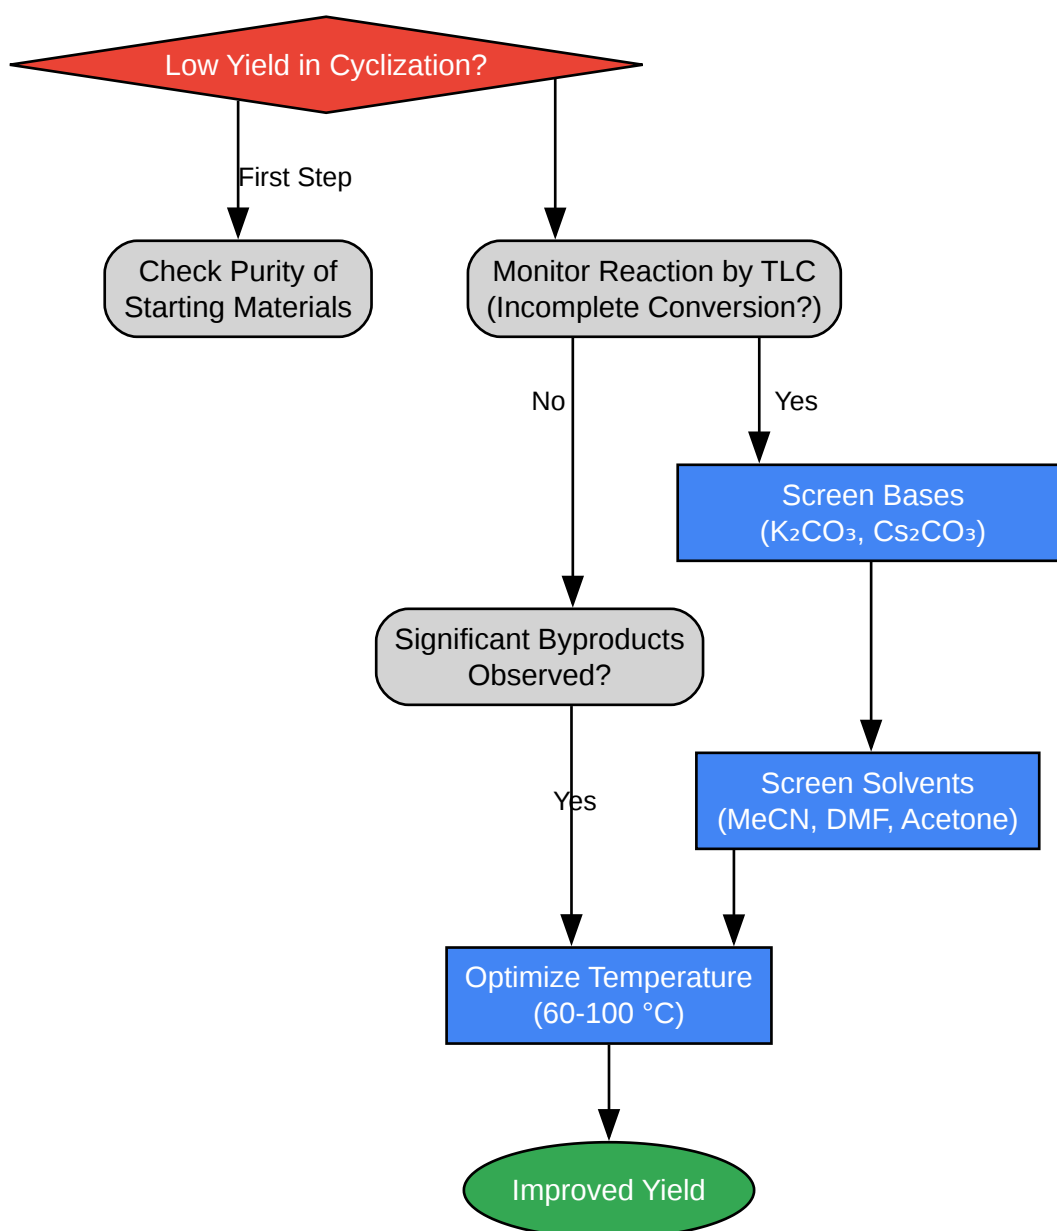 Low Yield in Cyclization?
First Step
Check Purity of
Starting Materials
Monitor Reaction by TLC
(Incomplete Conversion?)
No
Yes
Screen Bases
(K₂CO₃, Cs₂CO₃)
Significant Byproducts
Observed?
Screen Solvents
(MeCN, DMF, Acetone)
Yes
Optimize Temperature
(60-100 °C)
Improved Yield